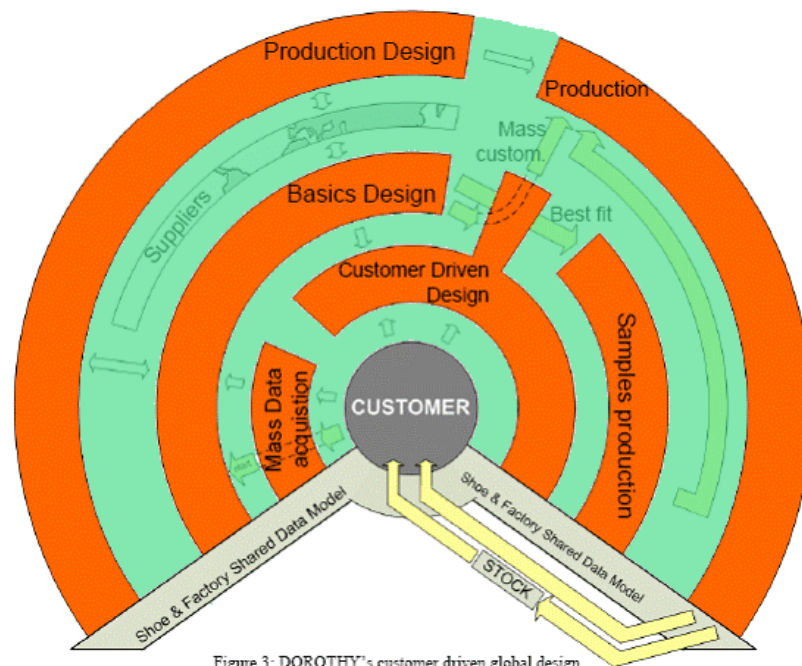 Production Design
Production
Mass
custom.
Suppliers
Basics Design
Best fit
Customer Driven
Design
Samples production
Mass Data
acquistion
CUSTOMER
start
Shoe & Factory Shared Data Model
Shoe & Factory Shared Data Model
STOCK
Figure 3: DOROTHY's customer driven global design